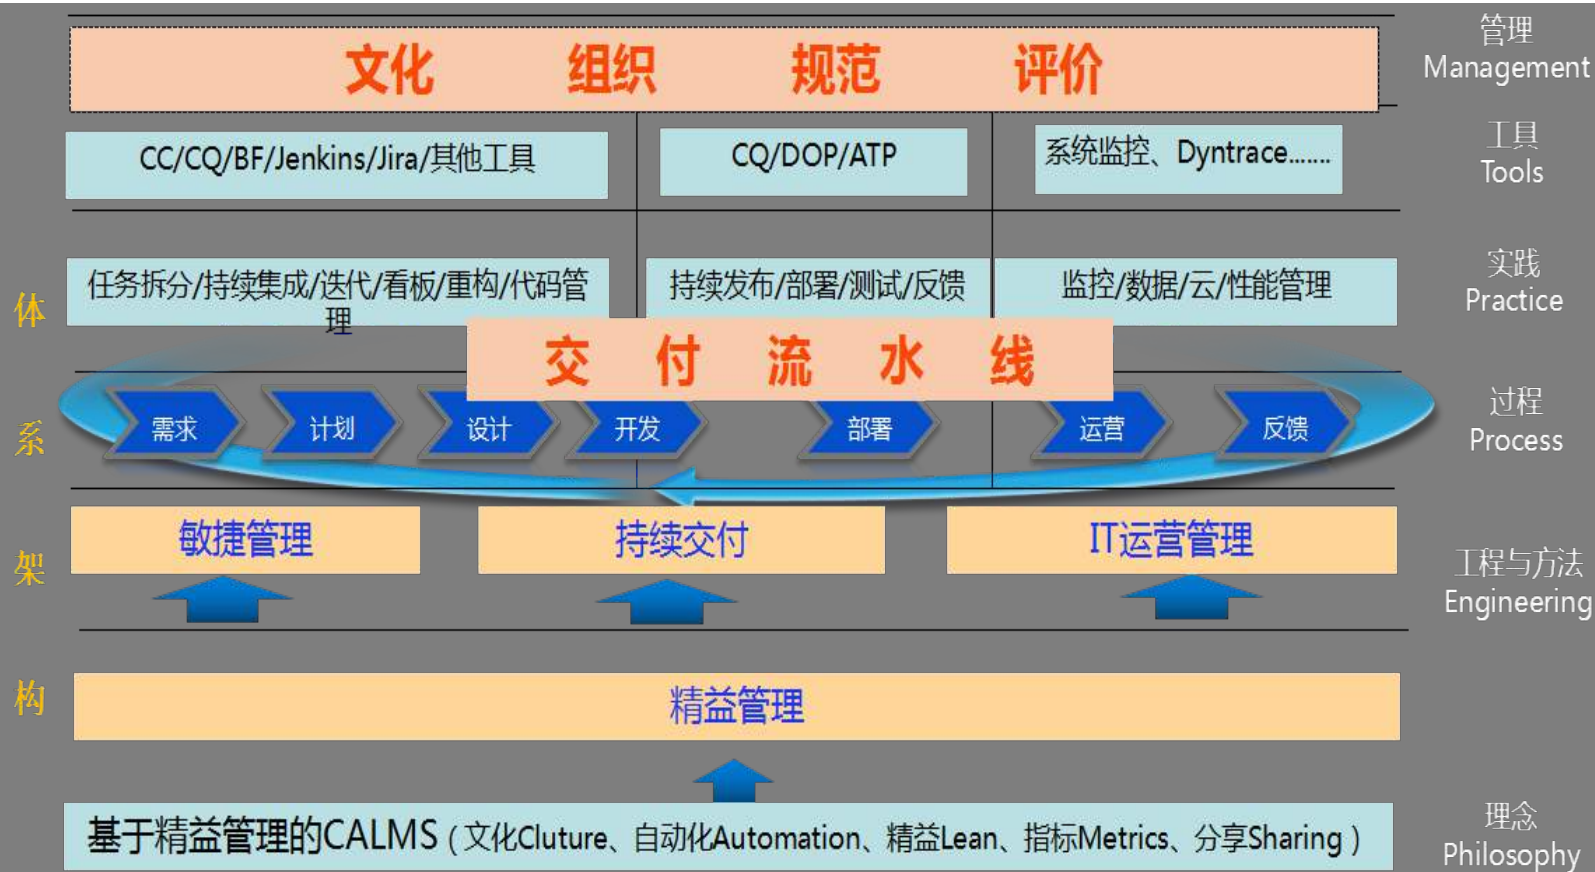 文化 组织 规范 评价
管理
Management
CC/CQ/BF/Jenkins/Jira/其他工具
CQ/DOP/ATP
系统监控、Dyntrace.......
工具
Tools
任务拆分/持续集成/迭代/看板/重构/代码管
理
持续发布/部署/测试/反馈
监控/数据/云/性能管理
实践
Practice
交付流水线
需求
计划
设计
开发
部署
运营
反馈
过程
Process
敏捷管理
持续交付
IT运营管理
工程与方法
Engineering
精益管理
基于精益管理的CALMS（文化Cluture、自动化Automation、精益Lean、指标Metrics、分享Sharing）
理念
Philosophy
体
系
架
构